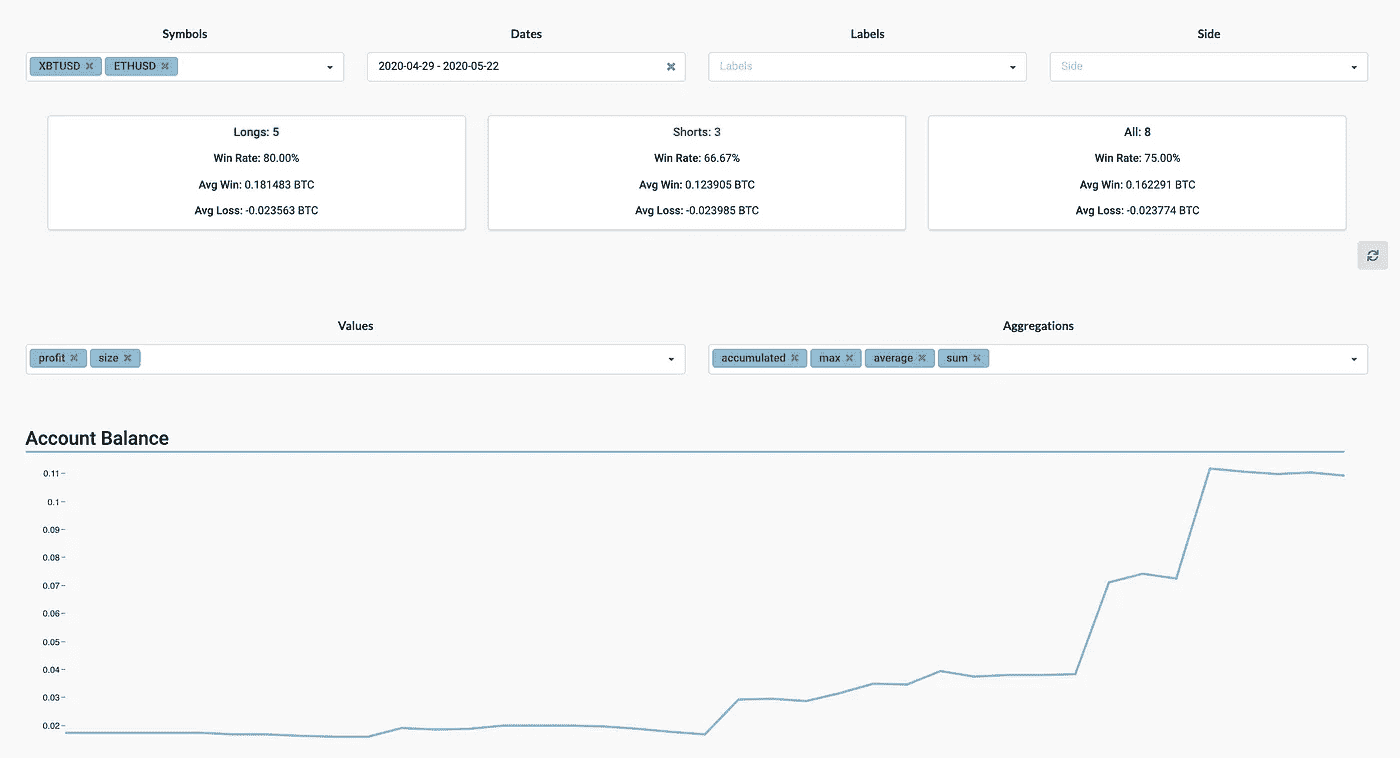 Symbols Dates Labels Side
XBTUSD ETHUSD 2020-04-29 - 2020-05-22 Labels Side
Longs: 5
Win Rate: 80.00%
Avg Win: 0.181483 BTC
Avg Loss: -0.023563 BTC
Shorts: 3
Win Rate: 66.67%
Avg Win: 0.123905 BTC
Avg Loss: -0.023985 BTC
All: 8
Win Rate: 75.00%
Avg Win: 0.162291 BTC
Avg Loss: -0.023774 BTC
Values Aggregations
profit size accumulated max average sum
Account Balance
0.11
0.1
0.09
0.08
0.07
0.06
0.05
0.04
0.03
0.02